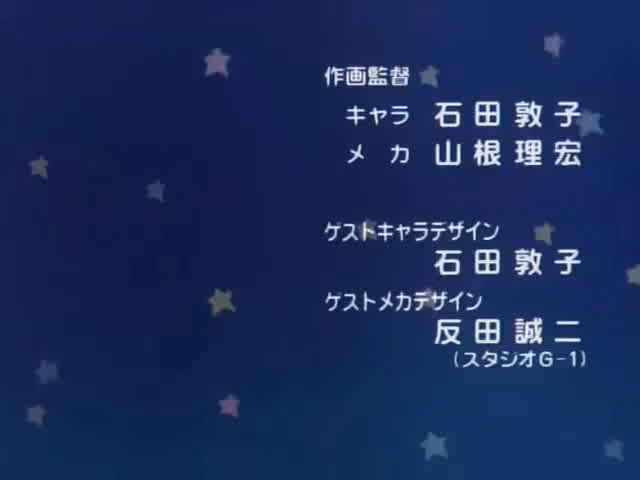 作画監督
キャラ 石田敦子
メカ 山根理宏
ゲストキャラデザイン
石田敦子
ゲストメカデザイン
反田誠二
(スタジオG-1)